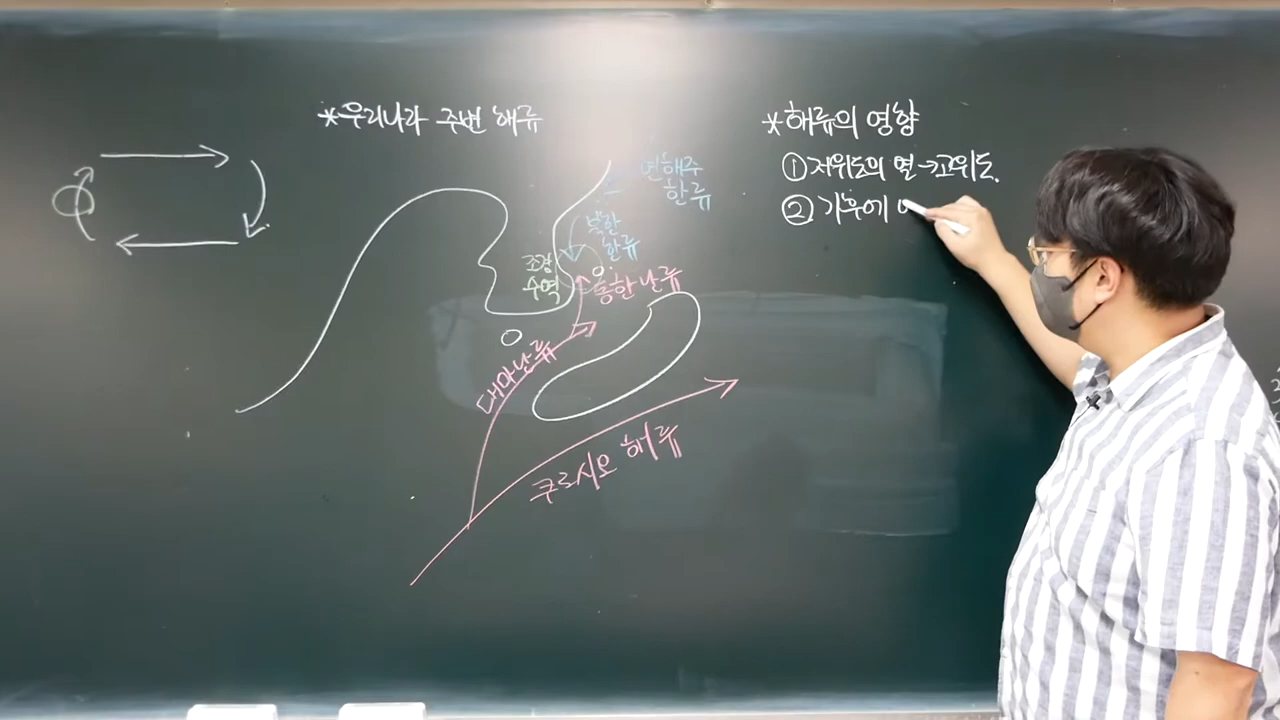 *우리나라 주변 해류
연해주
한류
북한
한류
조경
수역
동한난류
대마난류
쿠로시오 해류
*해류의 영향
① 저위도의 열→고위도.
② 기후에